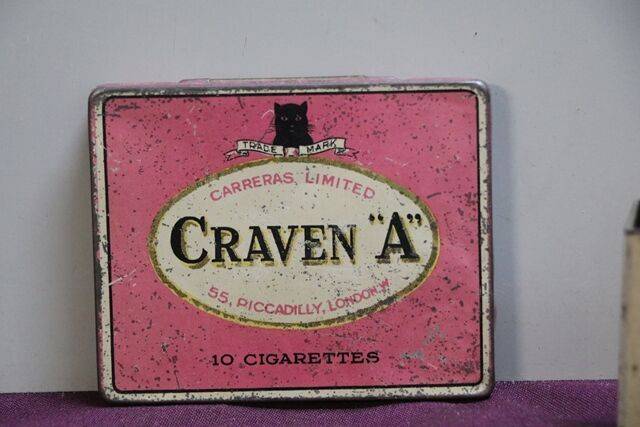 TRADE MARK
CARRERAS LIMITED
CRAVEN "A"
55, PICCADILLY, LONDON W
10 CIGARETTES